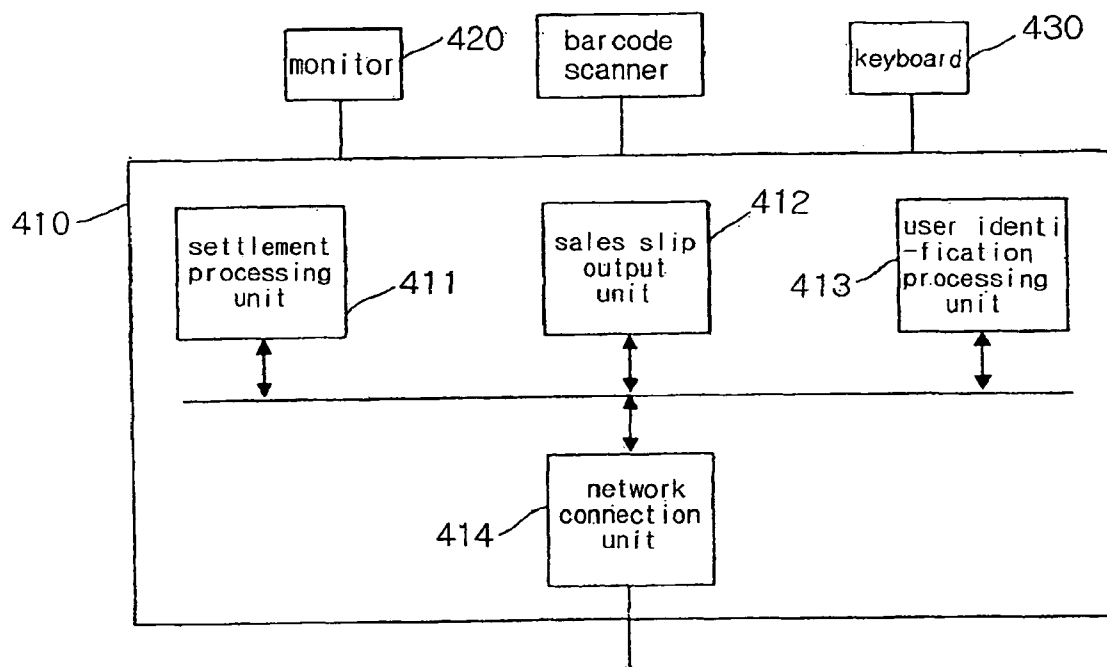 420
monitor
barcode
scanner
430
keyboard
410
settlement
processing
unit
411
sales slip
output
unit
412
user identi
-fication
processing
unit
413
network
connection
unit
414